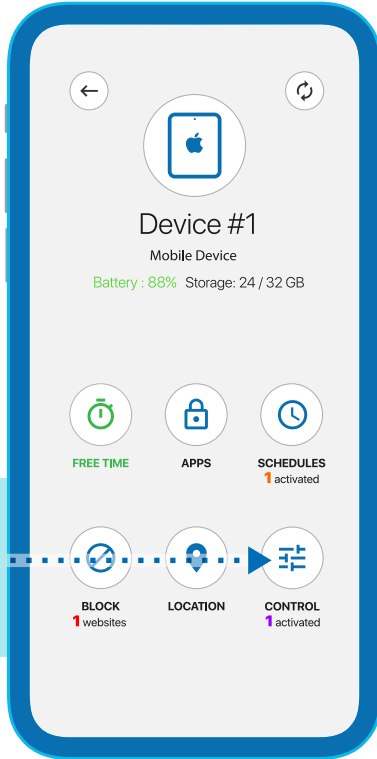 Device #1
Mobile Device
Battery : 88% Storage: 24 / 32 GB
FREE TIME APPS SCHEDULES
1 activated
BLOCK LOCATION CONTROL
1 websites 1 activated